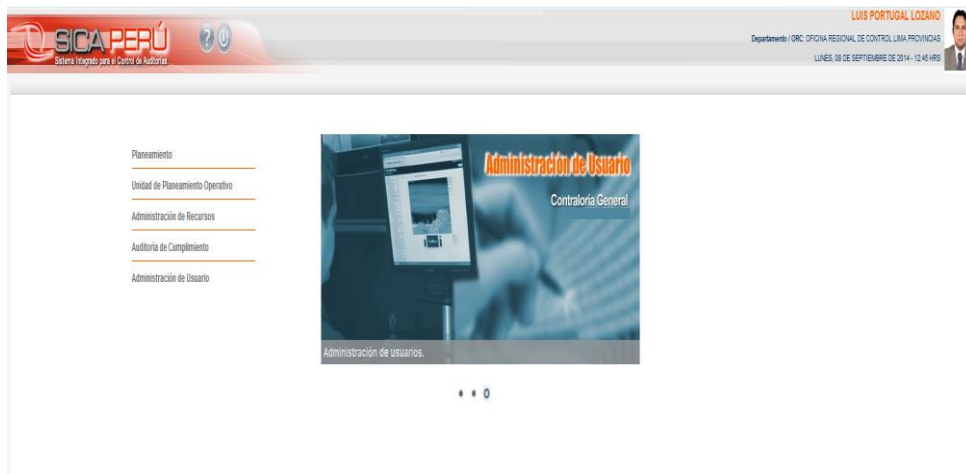 LUIS PORTUGAL LOZANO
SICA PERÚ
Sistema Integrado para el Control de Auditorías
Departamento / ORC: OFICINA REGIONAL DE CONTROL LIMA PROVINCIAS
LUNES, 08 DE SEPTIEMBRE DE 2014 - 12:45 HRS
Planeamiento
Unidad de Planeamiento Operativo
Administración de Recursos
Auditoría de Cumplimiento
Administración de Usuario
Administración de Usuario
Contraloría General
Administración de usuarios.